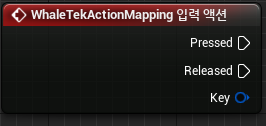 WhaleTekActionMapping 입력 액션
Pressed
Released
Key